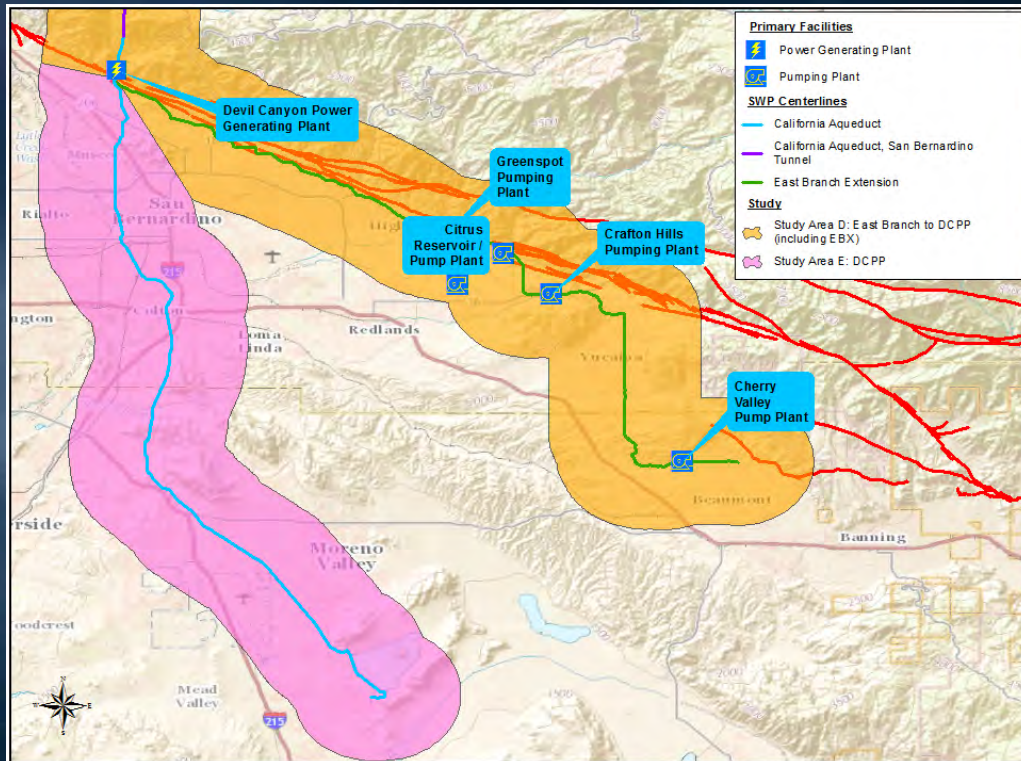 Primary Facilities
Power Generating Plant
Pumping Plant
SWP Centerlines
California Aqueduct
California Aqueduct, San Bernardino
Tunnel
East Branch Extension
Study
Study Area D: East Branch to DCPP
(including EBX)
Study Area E: DCPP
Devil Canyon Power
Generating Plant
Greenspot
Pumping
Plant
Citrus
Reservoir /
Pump Plant
Crafton Hills
Pumping Plant
Cherry
Valley
Pump Plant
Rialto
San
Bernardino
215
Colton
Loma
Linda
Redlands
Yucaipa
Beaumont
Banning
Moreno
Valley
Mead
Valley
215
N
W
E
S